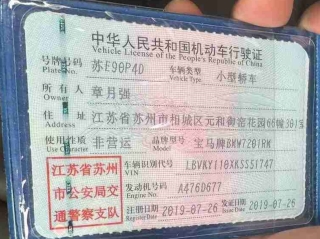 中华人民共和国机动车行驶证
Vehicle License of the People's Republic of China
号牌号码 苏E90P4D 车辆类型 小型轿车
Plate No. Vehicle Type
所有人 章月强
Owner
住址 江苏省苏州市相城区元和御窑花园66幢301室
Address
使用性质 非营运 品牌型号 宝马牌BMW7201RM
Use Character Model
江苏省苏州市公安局交通警察支队
车辆识别代号 LBVKY110XKSS51747
VIN
发动机号码 A476D677
Engine No.
注册日期 2019-07-26 发证日期 2019-07-26
Register Date Issue Date